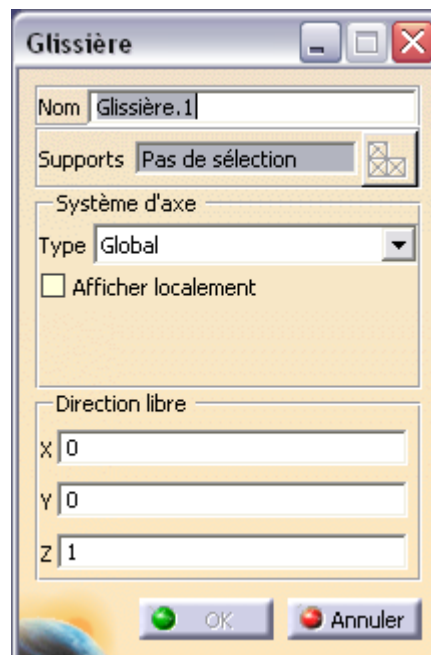 Glissière
Nom Glissière.1
Supports Pas de sélection
Système d'axe
Type Global
Afficher localement
Direction libre
X 0
Y 0
Z 1
OK Annuler